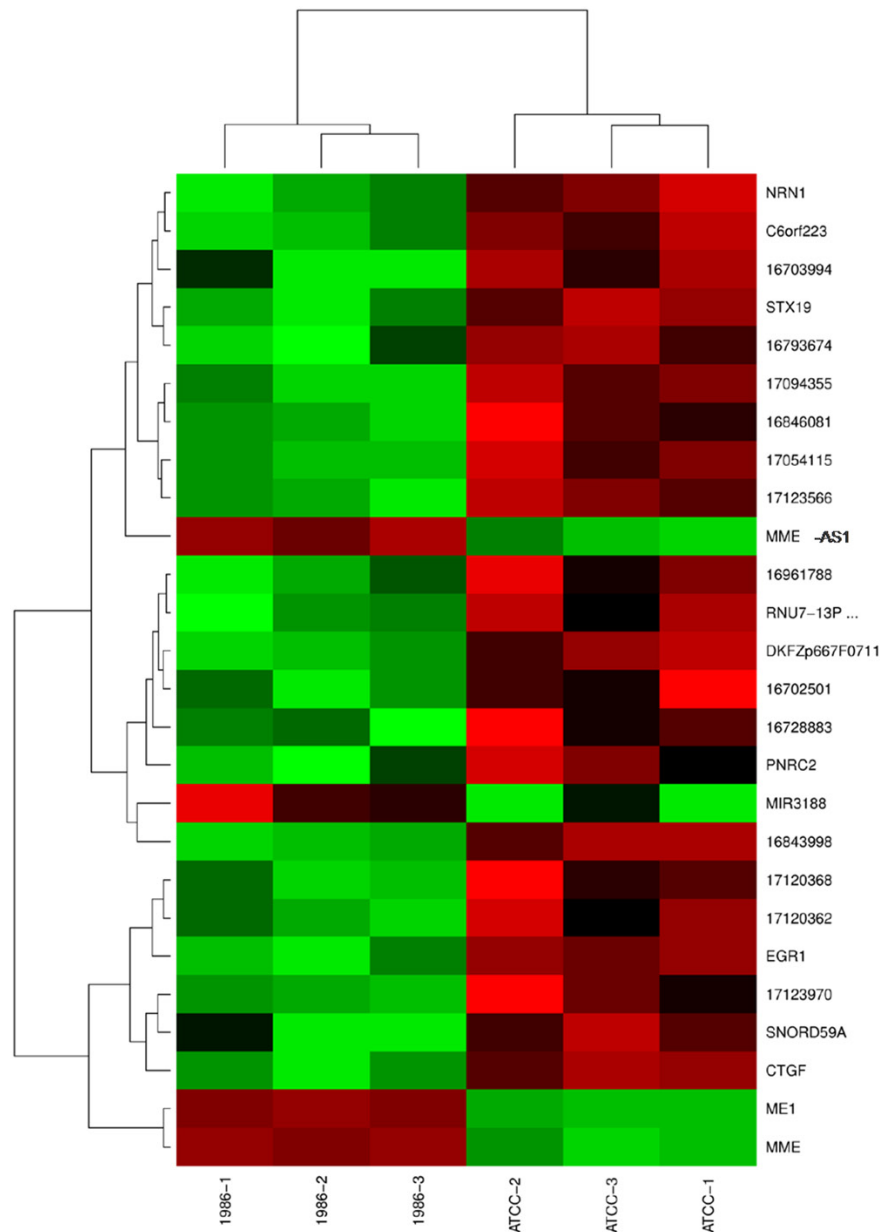 NRN1
C6orf223
16703994
STX19
16793674
17094355
16846081
17054115
17123566
MME -AS1
16961788
RNU7−13P ...
DKFZp667F0711
16702501
16728883
PNRC2
MIR3188
16843998
17120368
17120362
EGR1
17123970
SNORD59A
CTGF
ME1
MME
1986−1
1986−2
1986−3
ATCC−2
ATCC−3
ATCC−1